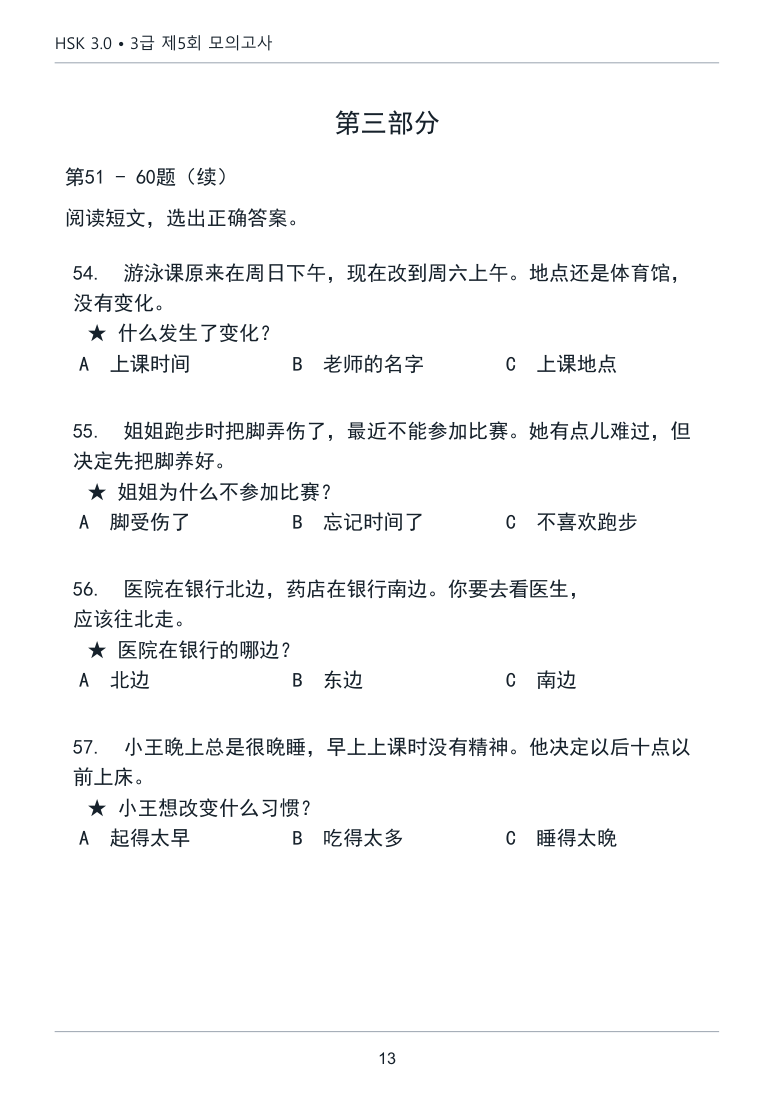 HSK 3.0 • 3급 제5회 모의고사
第三部分
第51 – 60题（续）
阅读短文，选出正确答案。
54. 游泳课原来在周日下午，现在改到周六上午。地点还是体育馆，
没有变化。
★ 什么发生了变化？
A 上课时间 B 老师的名字 C 上课地点
55. 姐姐跑步时把脚弄伤了，最近不能参加比赛。她有点儿难过，但
决定先把脚养好。
★ 姐姐为什么不参加比赛？
A 脚受伤了 B 忘记时间了 C 不喜欢跑步
56. 医院在银行北边，药店在银行南边。你要去看医生，
应该往北走。
★ 医院在银行的哪边？
A 北边 B 东边 C 南边
57. 小王晚上总是很晚睡，早上上课时没有精神。他决定以后十点以
前上床。
★ 小王想改变什么习惯？
A 起得太早 B 吃得太多 C 睡得太晚
13